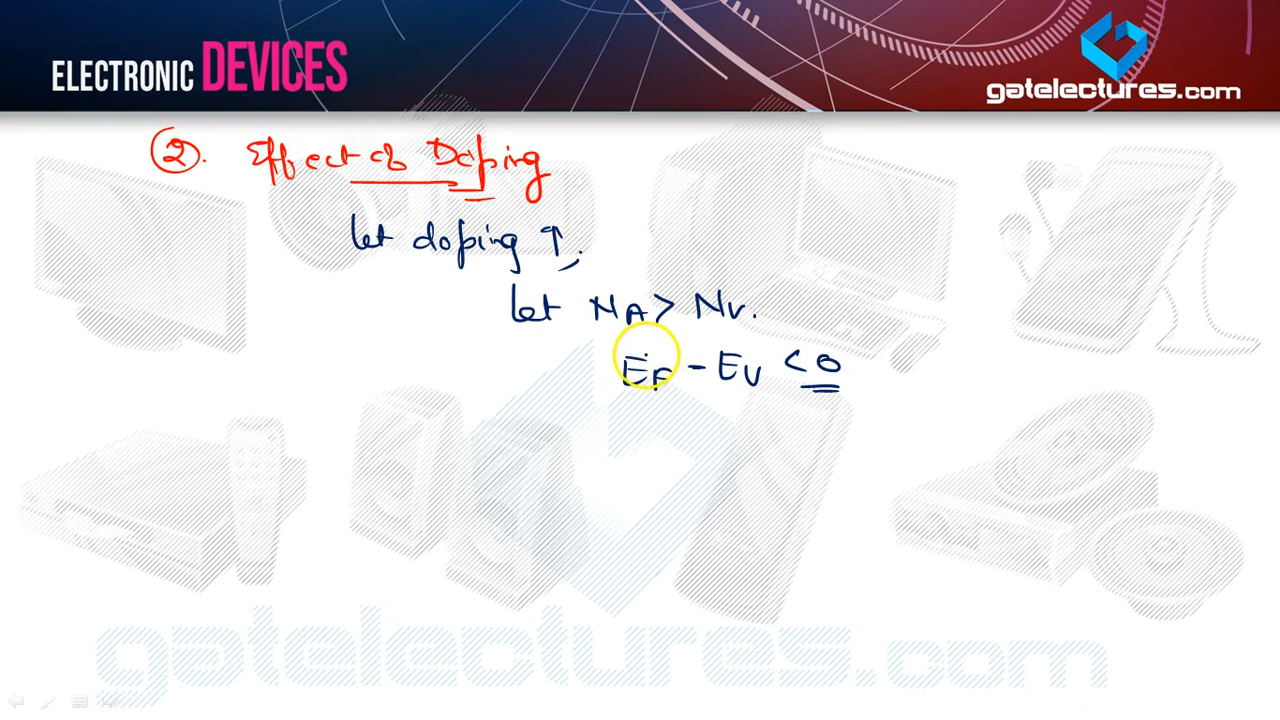 ELECTRONIC DEVICES
gatelectures.com
②. Effect of Doping
let doping ↑,
let NA > NV.
EF - EV < 0
gatelectures.com